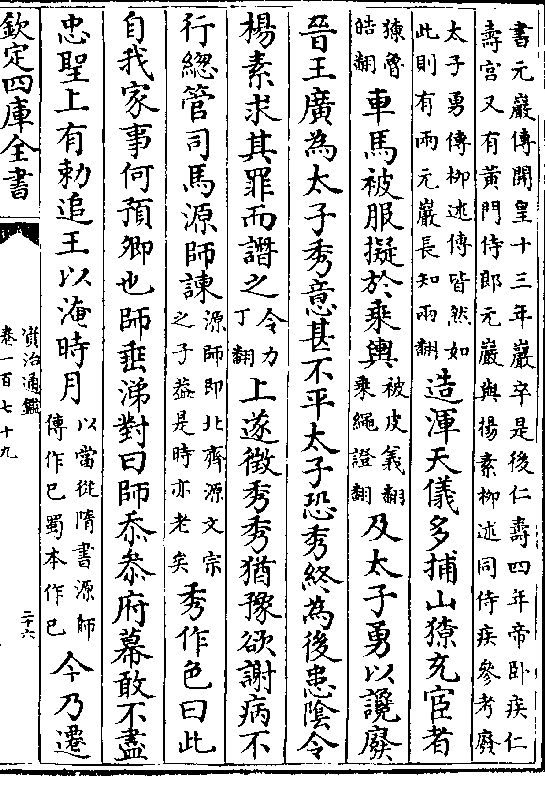 書元巖傳開皇十三年巖卒是後仁壽四年帝卧疾仁
壽宫又有黄門侍郎元巖與揚素柳述同侍疾參考廢
太子勇傳柳述傳皆然如
此則有兩元巖長知兩翻
造渾天儀多捕山獠充宦者
獠魯
皓翻
車馬被服擬於乘輿
被皮義翻
乘繩證翻
及太子勇以讒廢
晉王廣為太子秀意甚不平太子恐秀終為後患隂令
楊素求其罪而譖之
令力
丁翻
上遂徵秀秀猶豫欲謝病不
行緫管司馬源師諫
源師即北齊源文宗
之子葢是時亦老矣
秀作色曰此
自我家事何預卿也師垂涕對曰師忝叅府幕敢不盡
忠聖上有勅追王以淹時月
以當從隋書源師
傳作已蜀本作已
今乃遷
欽定四庫全書
資治通鑑
卷一百七十九
二十六